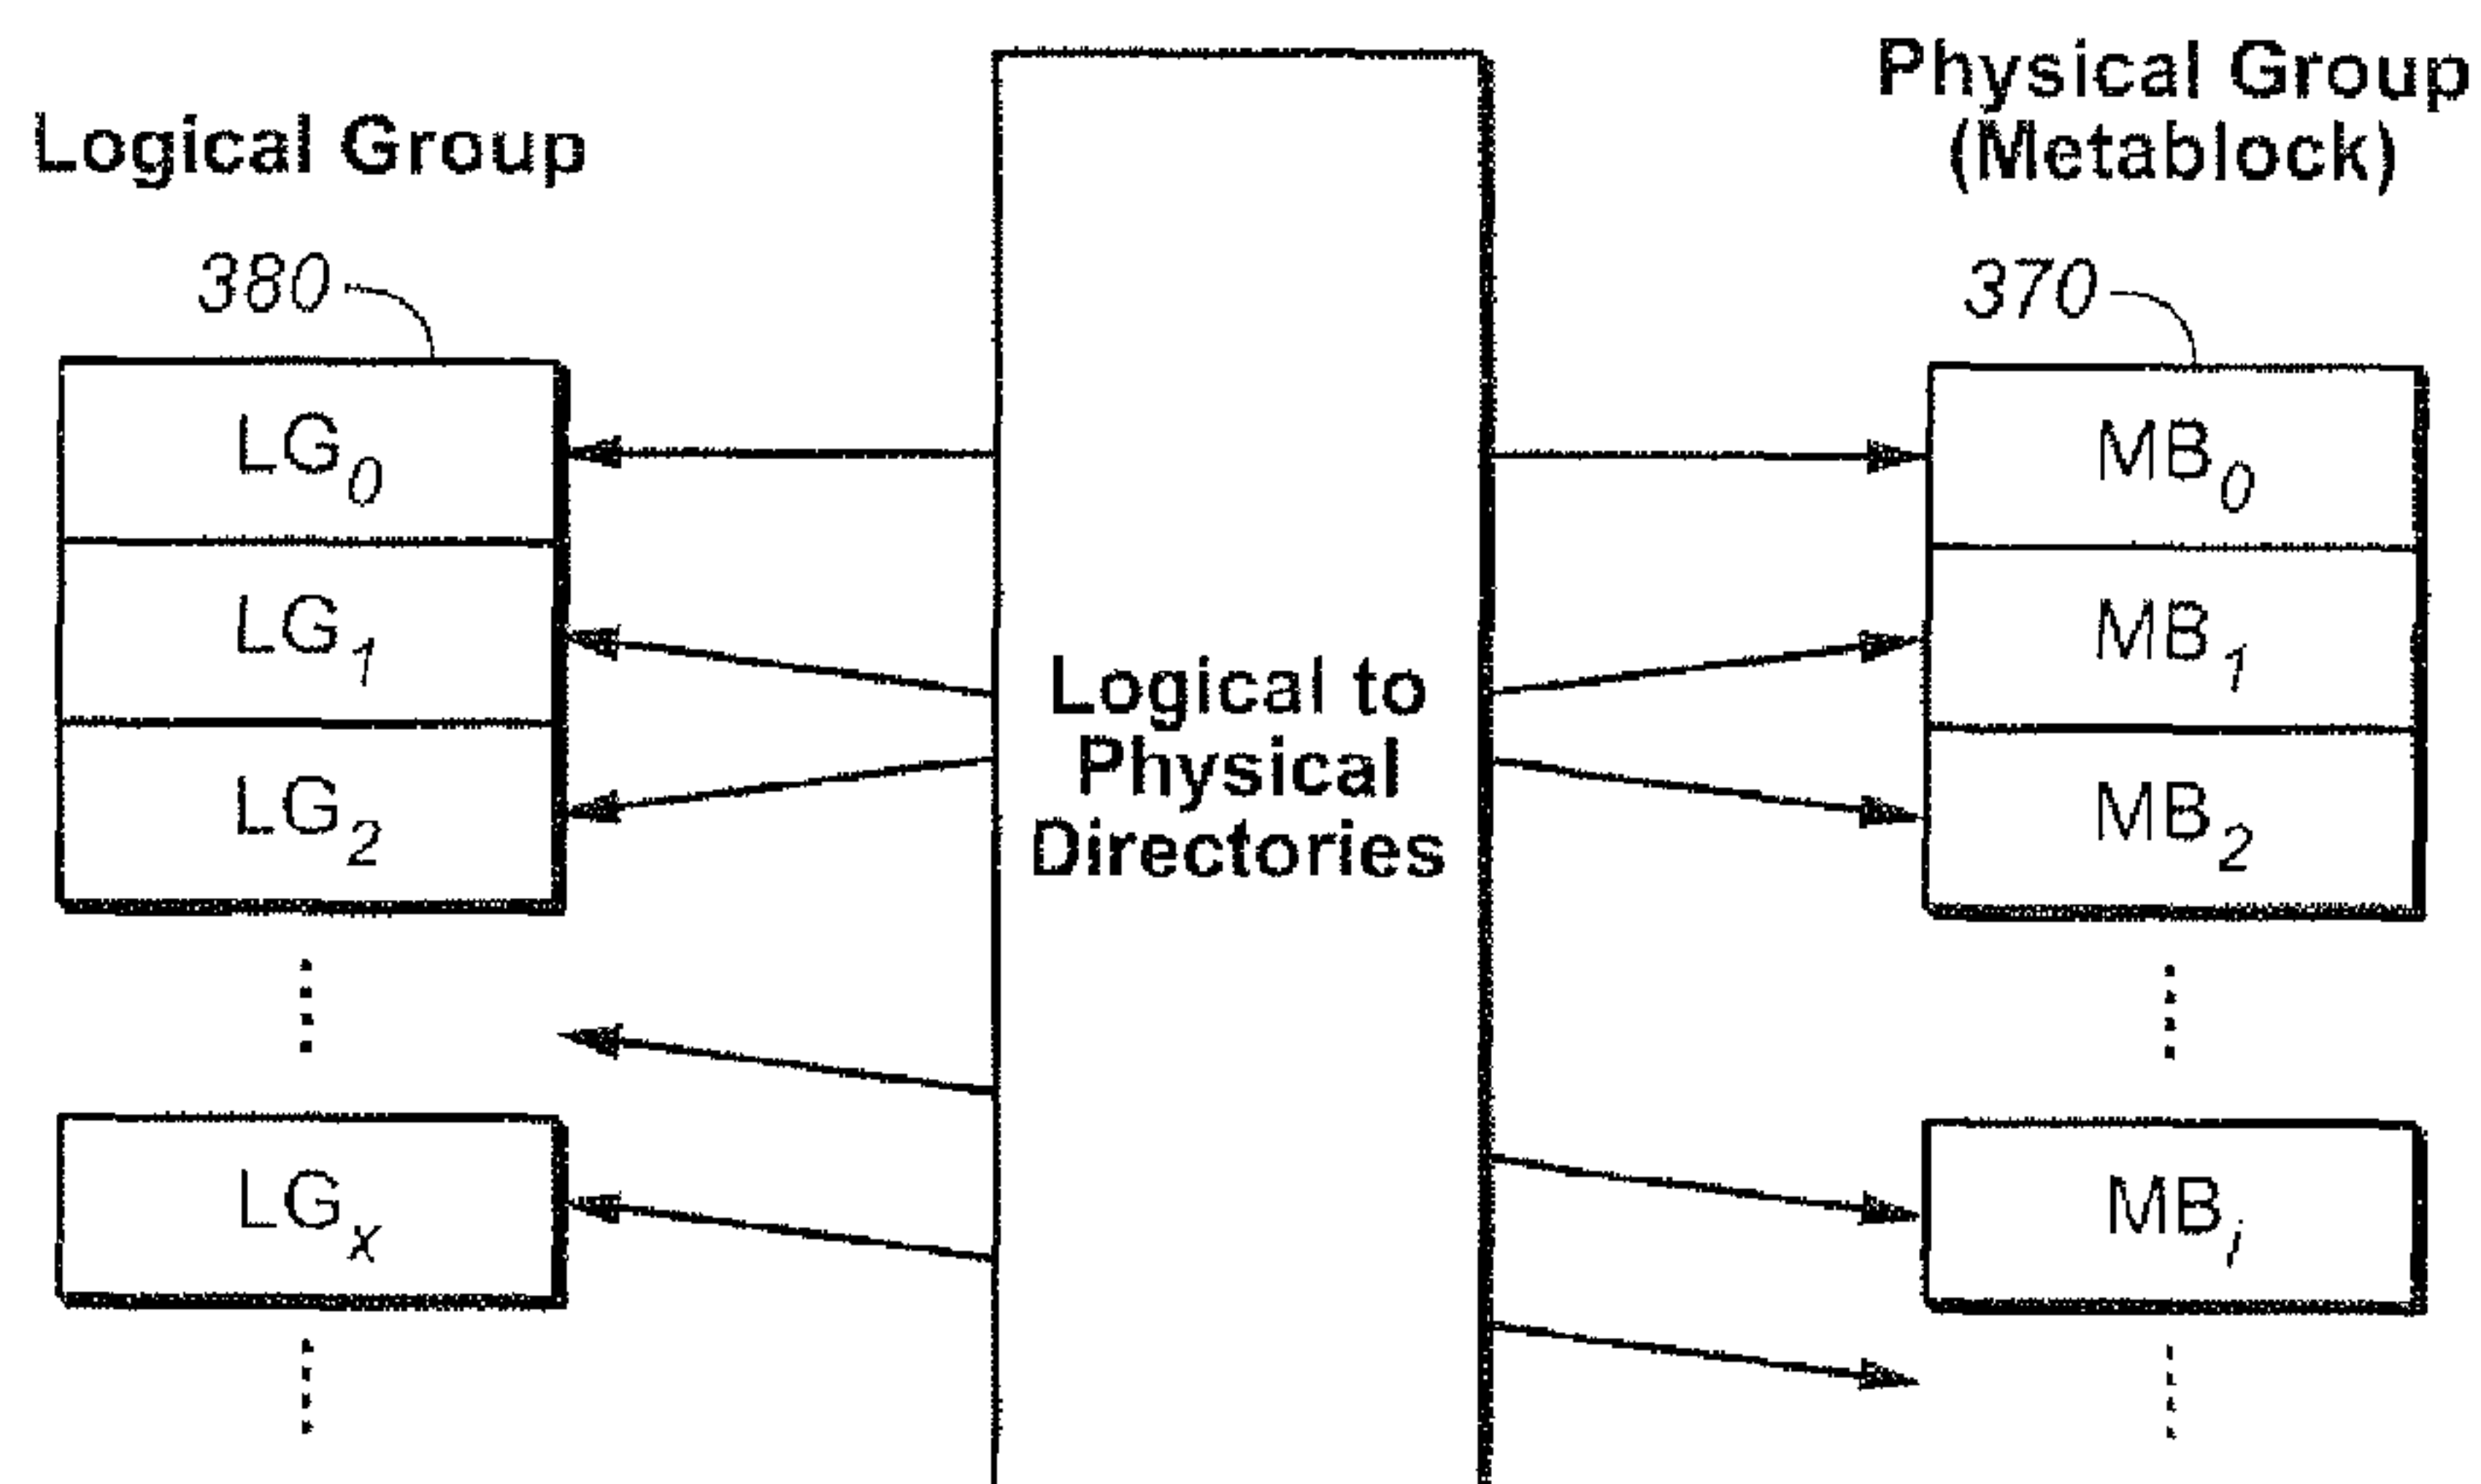 Logical Group
380
LG0
LG1
LG2
LGx
Logical to
Physical
Directories
Physical Group
(Metablock)
370
MB0
MB1
MB2
MBi